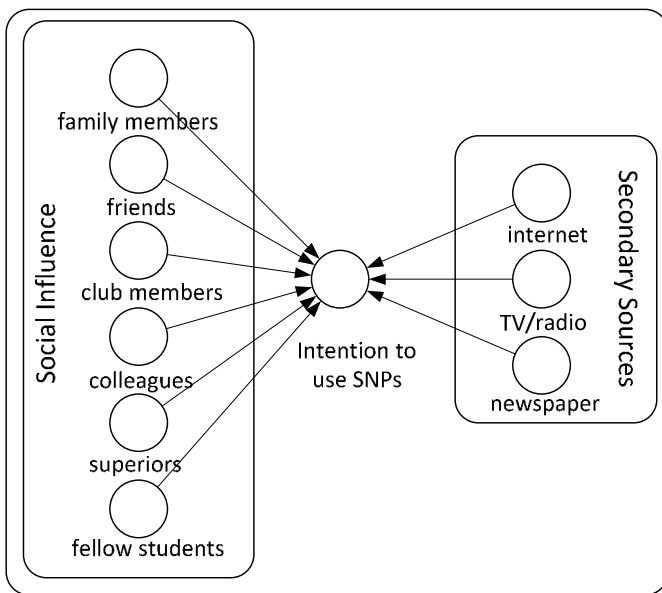 Social Influence
family members
friends
club members
colleagues
superiors
fellow students
Intention to
use SNPs
Secondary Sources
internet
TV/radio
newspaper